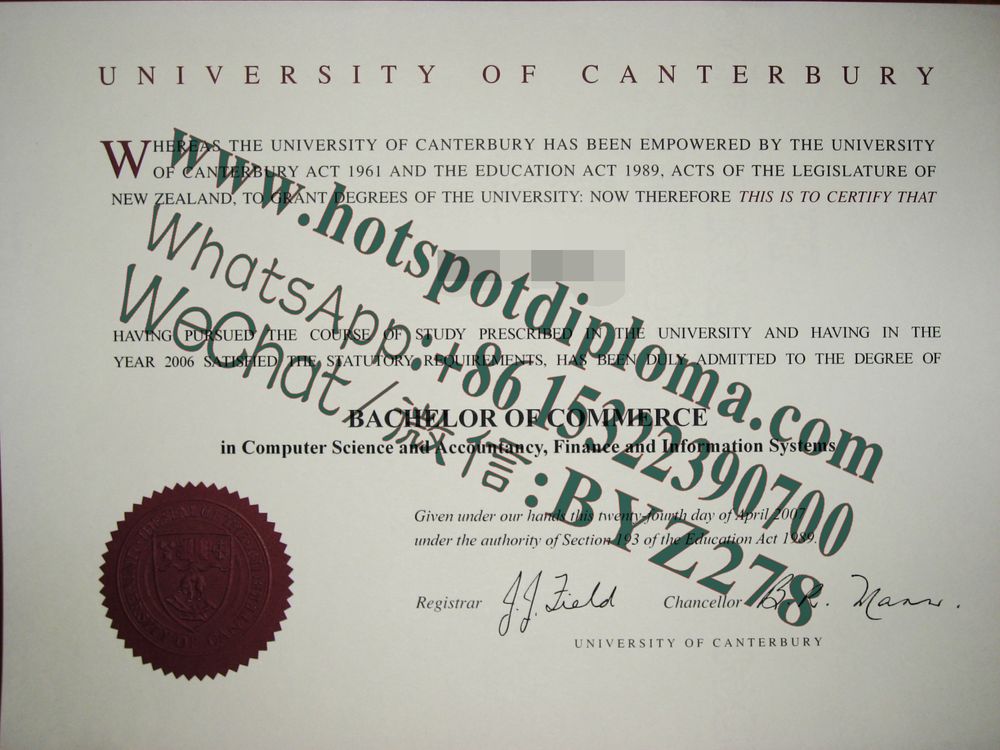 UNIVERSITY OF CANTERBURY
WHEREAS THE UNIVERSITY OF CANTERBURY HAS BEEN EMPOWERED BY THE UNIVERSITY
OF CANTERBURY ACT 1961 AND THE EDUCATION ACT 1989, ACTS OF THE LEGISLATURE OF
NEW ZEALAND, TO GRANT DEGREES OF THE UNIVERSITY: NOW THEREFORE THIS IS TO CERTIFY THAT
www.hotspotdiploma.com
WhatsApp:+86 15522390700
WeChat/微信:BYZ278
HAVING PURSUED THE COURSE OF STUDY PRESCRIBED IN THE UNIVERSITY AND HAVING IN THE
YEAR 2006 SATISFIED THE STATUTORY REQUIREMENTS, HAS BEEN DULY ADMITTED TO THE DEGREE OF
BACHELOR OF COMMERCE
in Computer Science and Accountancy, Finance and Information Systems
Given under our hands this twenty-fourth day of April 2007
under the authority of Section 193 of the Education Act 1989.
Registrar J.J. Field Chancellor
UNIVERSITY OF CANTERBURY